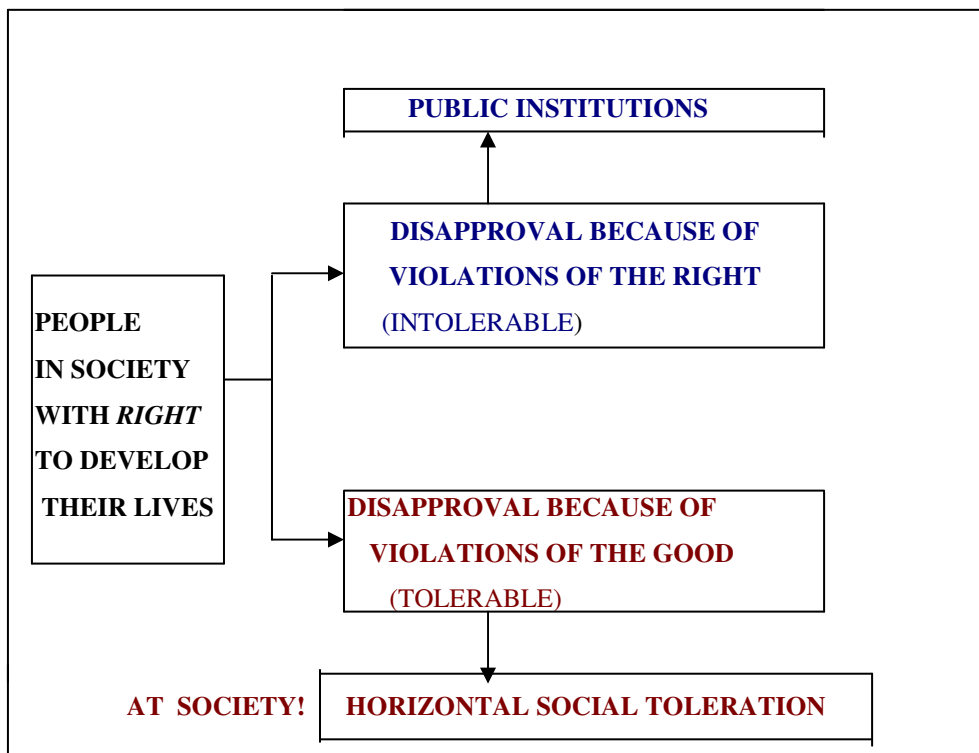 PUBLIC INSTITUTIONS
DISAPPROVAL BECAUSE OF
VIOLATIONS OF THE RIGHT
(INTOLERABLE)
PEOPLE
IN SOCIETY
WITH RIGHT
TO DEVELOP
THEIR LIVES
DISAPPROVAL BECAUSE OF
VIOLATIONS OF THE GOOD
(TOLERABLE)
AT SOCIETY! HORIZONTAL SOCIAL TOLERATION